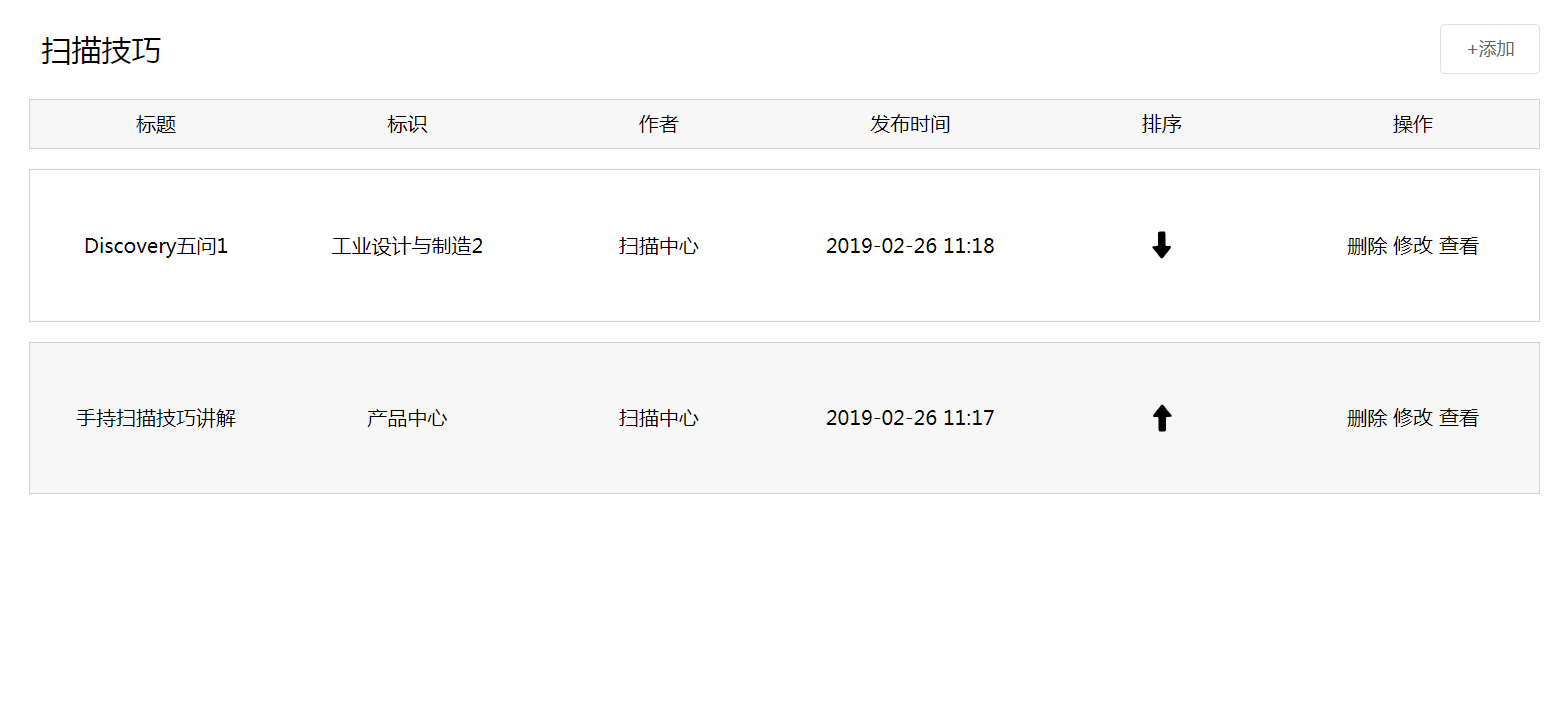 扫描技巧
+添加
标题 标识 作者 发布时间 排序 操作
Discovery五问1 工业设计与制造2 扫描中心 2019-02-26 11:18 删除 修改 查看
手持扫描技巧讲解 产品中心 扫描中心 2019-02-26 11:17 删除 修改 查看